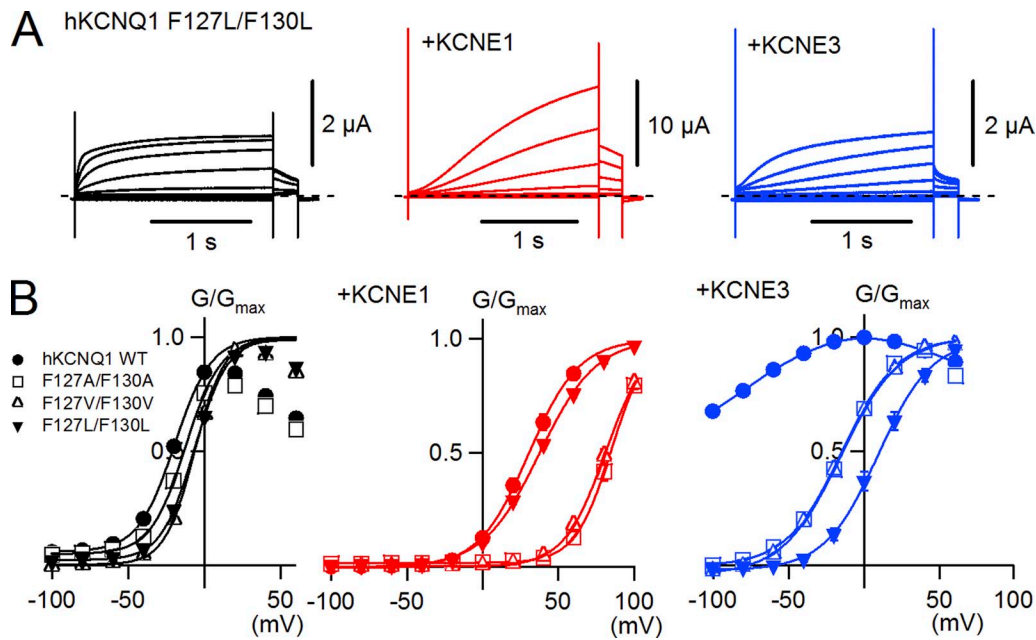 A
hKCNQ1 F127L/F130L
+KCNE1
+KCNE3
2 μA
10 μA
2 μA
1 s
1 s
1 s
B
G/Gmax
+KCNE1
G/Gmax
+KCNE3
G/Gmax
1.0
1.0
1.0
hKCNQ1 WT
F127A/F130A
F127V/F130V
F127L/F130L
0.5
0.5
0.5
-100
-50
50
(mV)
-100
-50
50
100
(mV)
-100
-50
50
100
(mV)